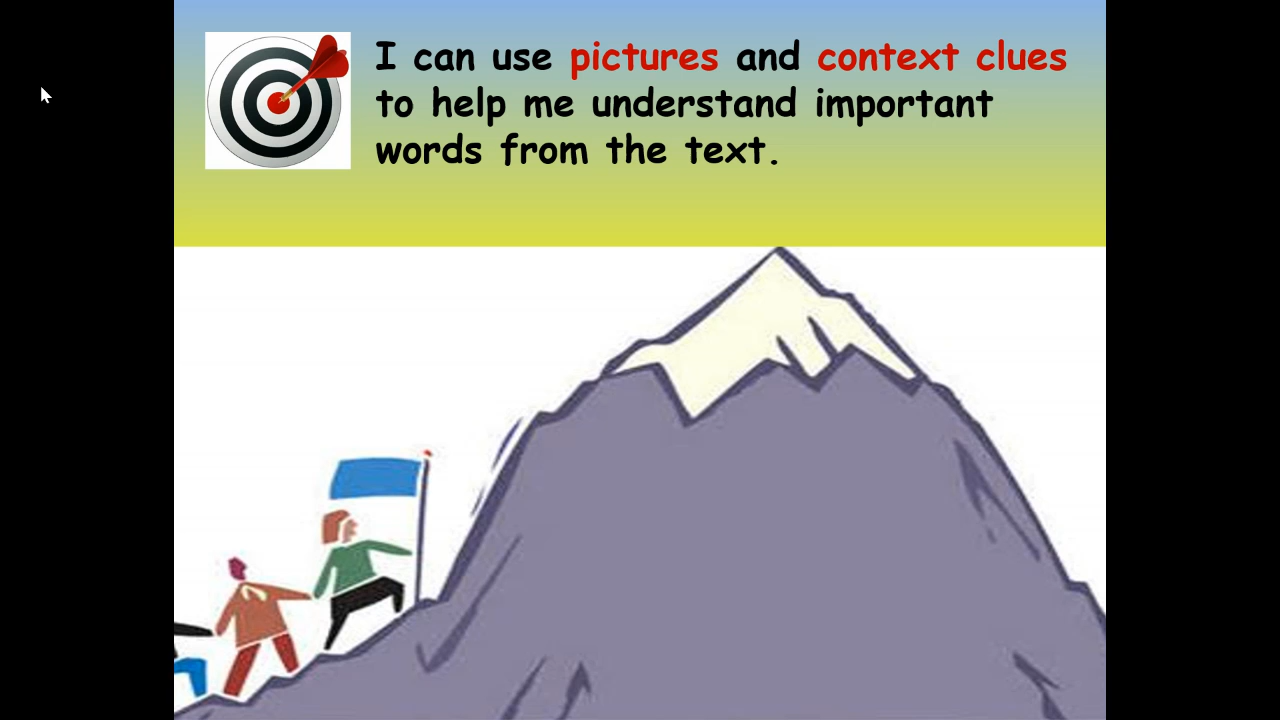 I can use pictures and context clues
to help me understand important
words from the text.